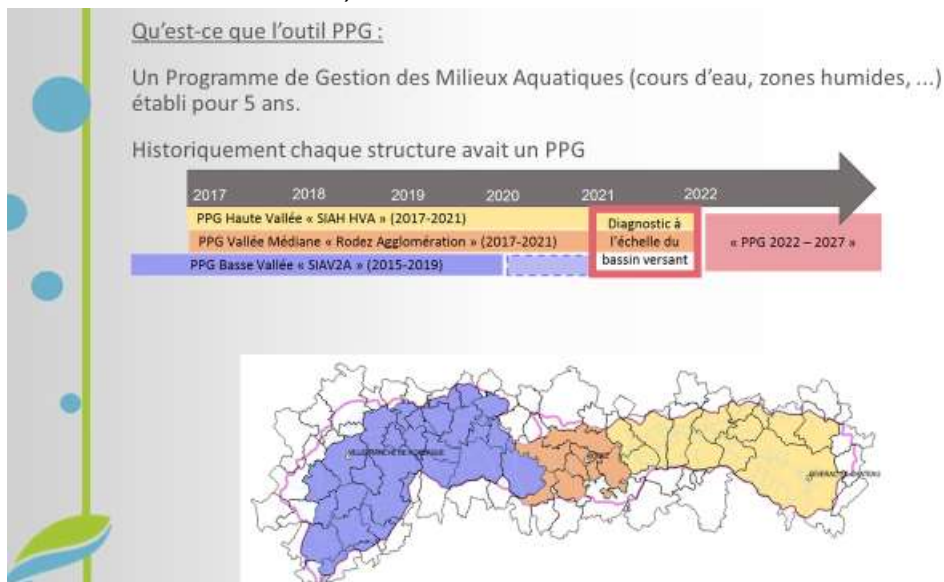 Qu'est-ce que l'outil PPG :
Un Programme de Gestion des Milieux Aquatiques (cours d'eau, zones humides, ...)
établi pour 5 ans.
Historiquement chaque structure avait un PPG
2017 2018 2019 2020 2021 2022
PPG Haute Vallée « SIAH HVA » (2017-2021)
PPG Vallée Médiane « Rodez Agglomération » (2017-2021)
PPG Basse Vallée « SIAV2A » (2015-2019)
Diagnostic à
l'échelle du
bassin versant
« PPG 2022 – 2027 »